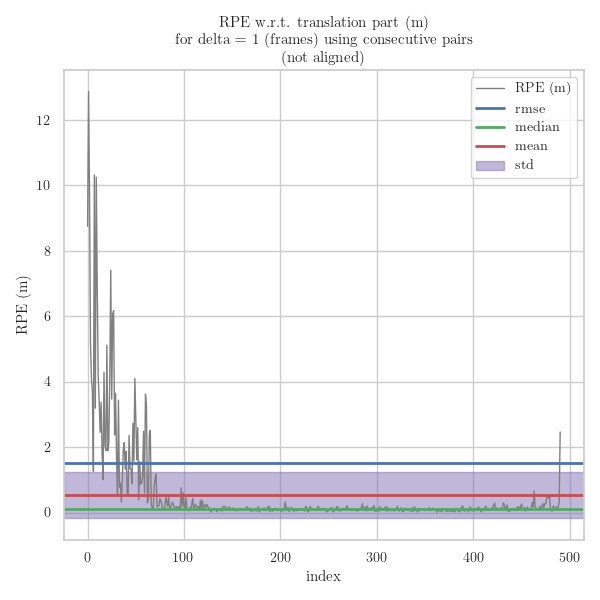 RPE w.r.t. translation part (m)
for delta = 1 (frames) using consecutive pairs
(not aligned)
RPE (m)
rmse
median
mean
std
12
10
8
6
4
2
0
RPE (m)
0
100
200
300
400
500
index